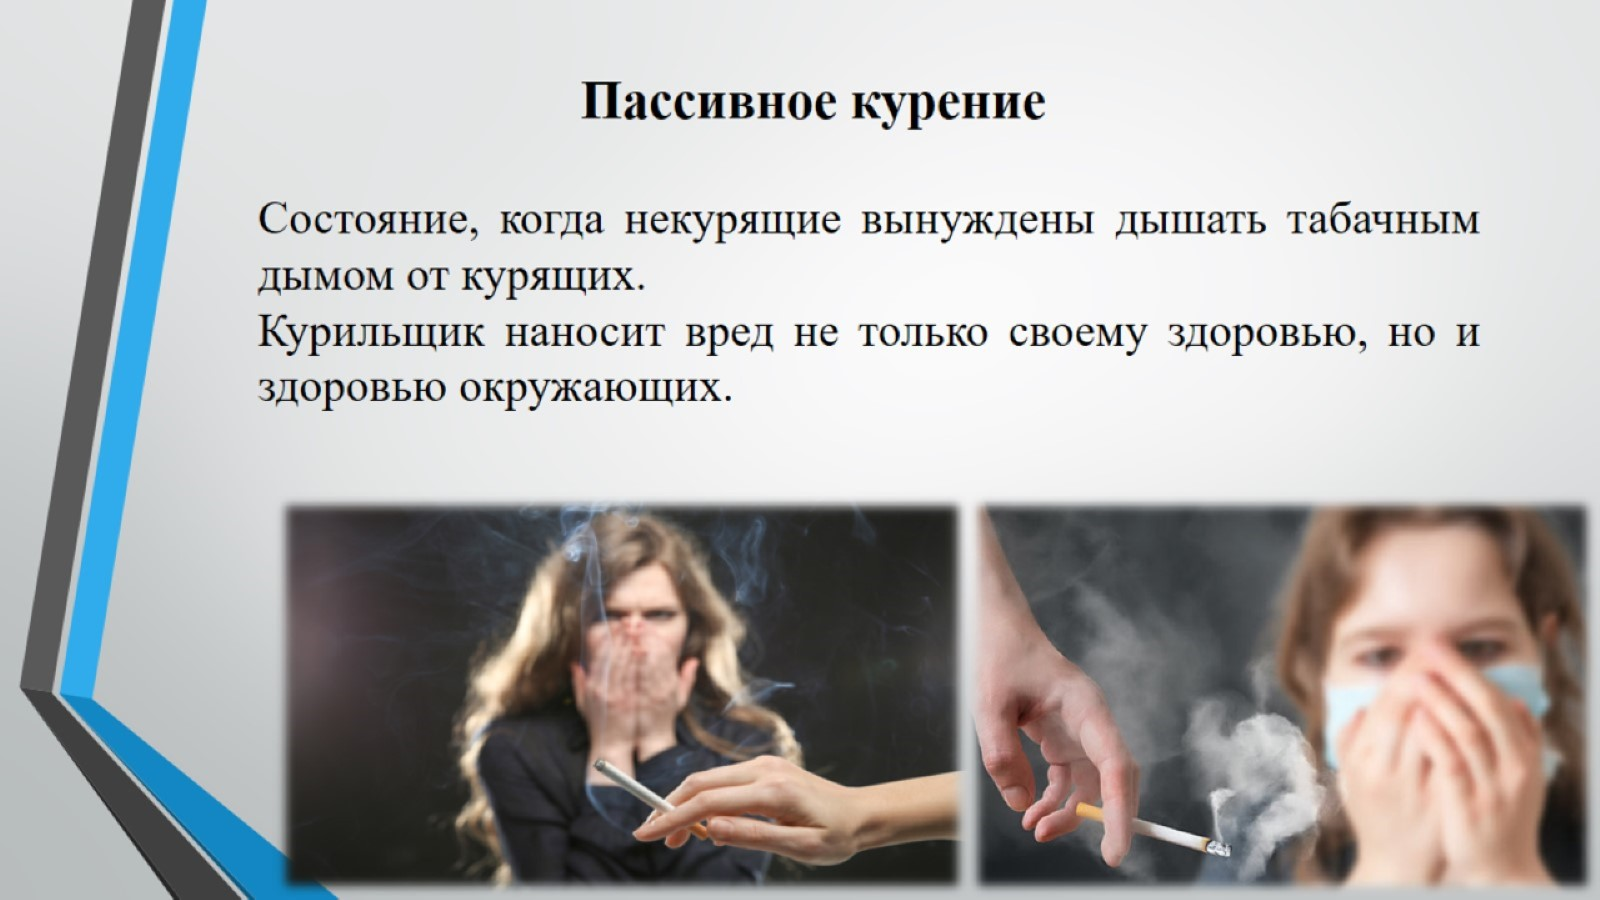 Пассивное курение
Состояние, когда некурящие вынуждены дышать табачным
дымом от курящих.
Курильщик наносит вред не только своему здоровью, но и
здоровью окружающих.